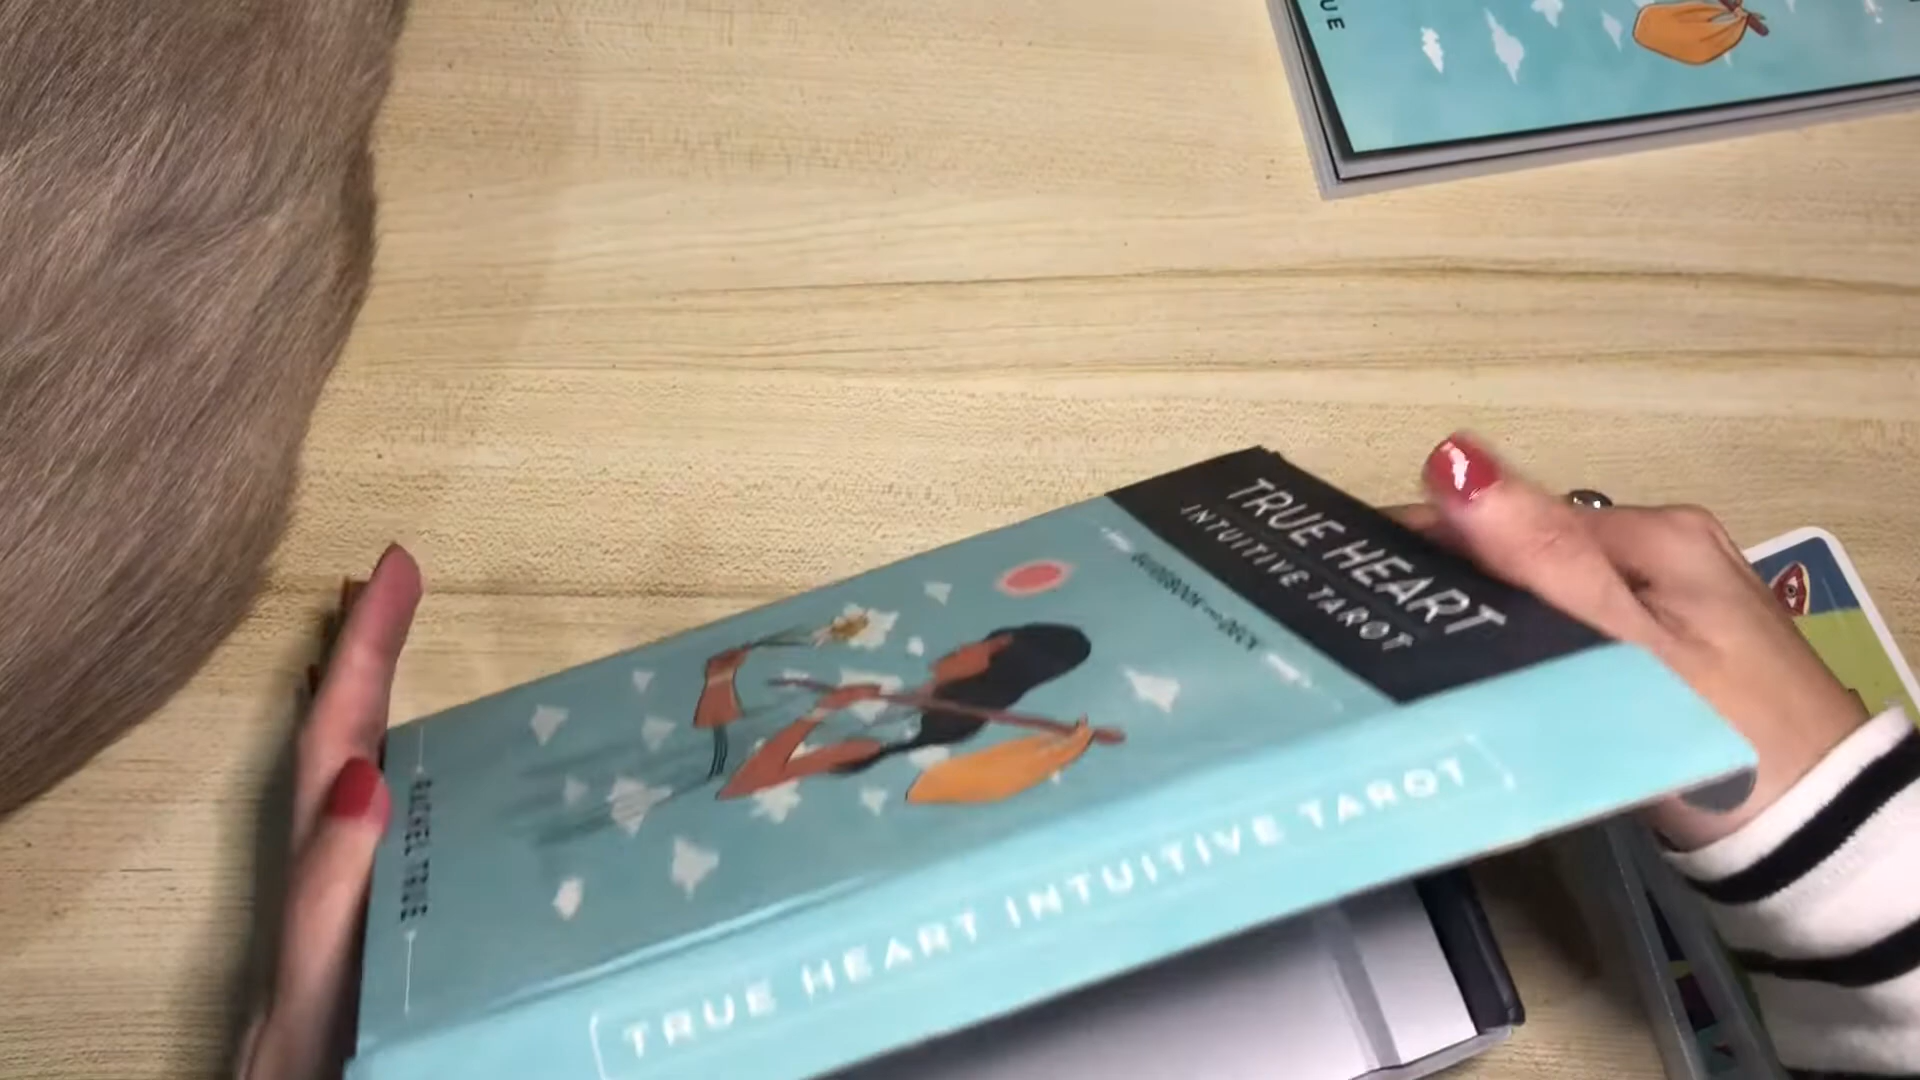 UE
TRUE HEART
INTUITIVE TAROT
GUIDEBOOK AND DECK
RACHEL TRUE
TRUE HEART INTUITIVE TAROT